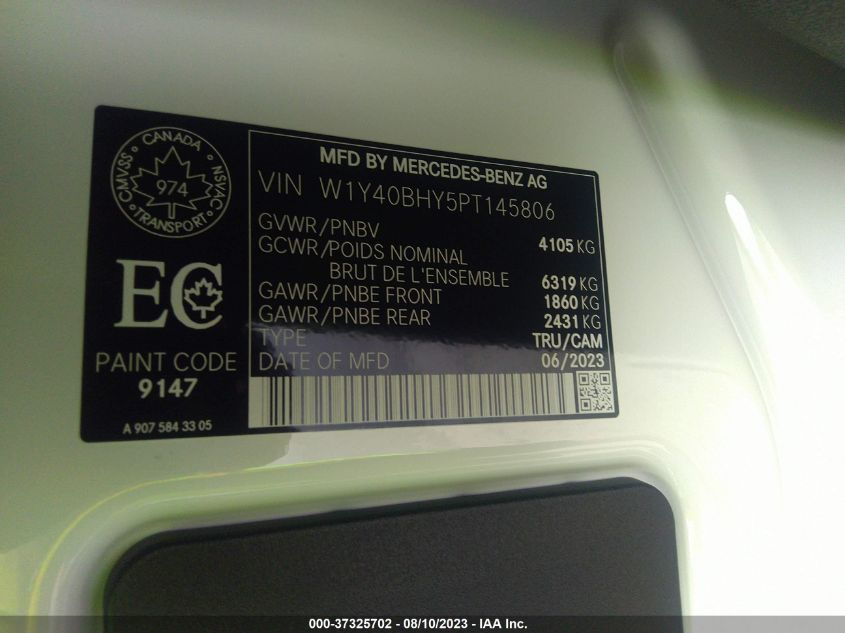 CANADA
CMVSS NSVAC
974
TRANSPORT
EC
PAINT CODE
9147
A 907 584 33 05
MFD BY MERCEDES-BENZ AG
VIN W1Y40BHY5PT145806
GVWR/PNBV 4105 KG
GCWR/POIDS NOMINAL
BRUT DE L'ENSEMBLE 6319 KG
GAWR/PNBE FRONT 1860 KG
GAWR/PNBE REAR 2431 KG
TYPE TRU/CAM
DATE OF MFD 06/2023
000-37325702 - 08/10/2023 - IAA Inc.